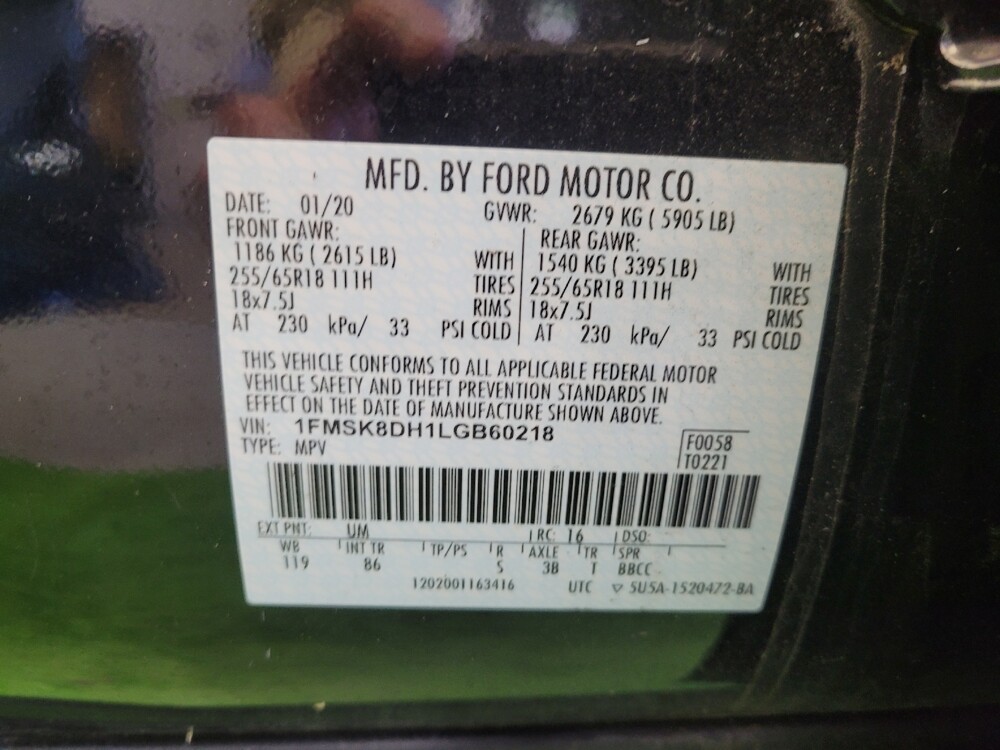 MFD. BY FORD MOTOR CO.
DATE: 01/20 GVWR: 2679 KG ( 5905 LB)
FRONT GAWR: REAR GAWR:
1186 KG ( 2615 LB) WITH 1540 KG ( 3395 LB) WITH
255/65R18 111H TIRES 255/65R18 111H TIRES
18x7.5J RIMS 18x7.5J RIMS
AT 230 kPa/ 33 PSI COLD AT 230 kPa/ 33 PSI COLD
THIS VEHICLE CONFORMS TO ALL APPLICABLE FEDERAL MOTOR
VEHICLE SAFETY AND THEFT PREVENTION STANDARDS IN
EFFECT ON THE DATE OF MANUFACTURE SHOWN ABOVE.
VIN: 1FMSK8DH1LGB60218 F0058
TYPE: MPV T0221
EXT PNT: UM RC: 16 DSO:
WB INT TR TP/PS R AXLE TR SPR
119 86 S 3B T BBCC
1202001163416 UTC ▽ 5U5A-1520472-BA